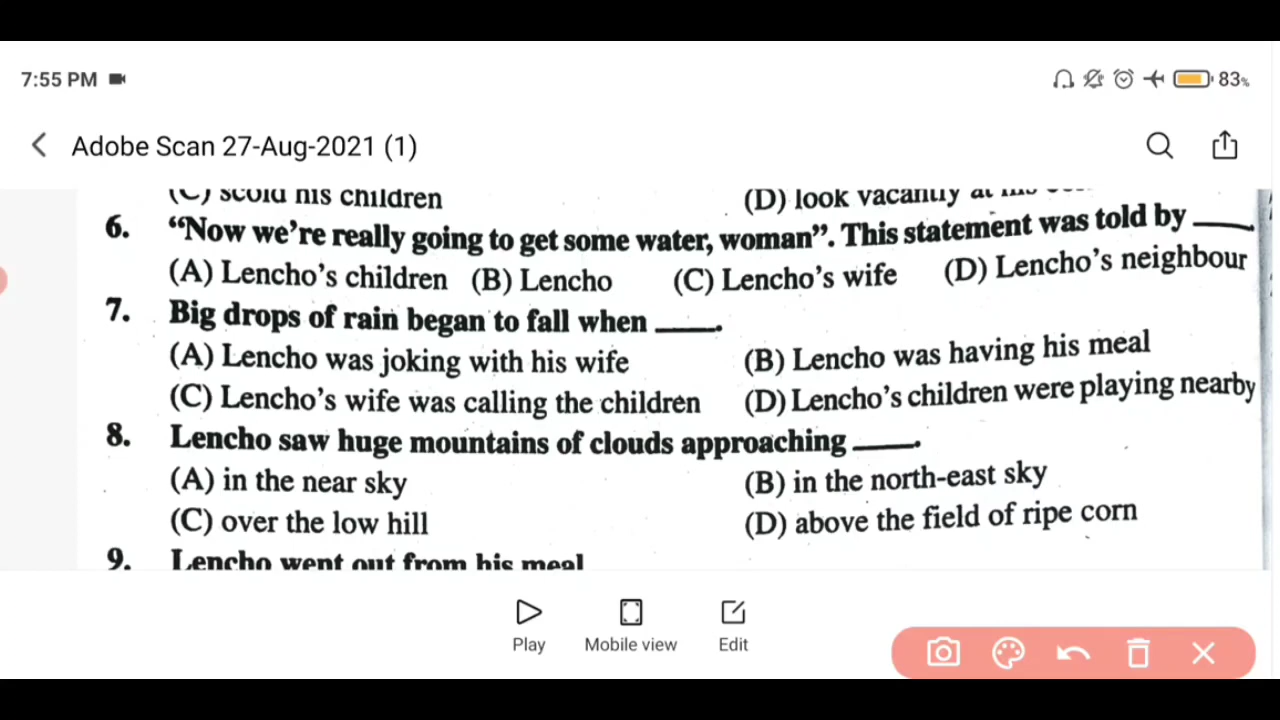 7:55 PM
83%
Adobe Scan 27-Aug-2021 (1)
(C) scold his children (D) look vacantly at his
6. “Now we’re really going to get some water, woman”. This statement was told by ____
(A) Lencho’s children (B) Lencho (C) Lencho’s wife (D) Lencho’s neighbour
7. Big drops of rain began to fall when ____.
(A) Lencho was joking with his wife (B) Lencho was having his meal
(C) Lencho’s wife was calling the children (D) Lencho’s children were playing nearby
8. Lencho saw huge mountains of clouds approaching ____.
(A) in the near sky (B) in the north-east sky
(C) over the low hill (D) above the field of ripe corn
9. Lencho went out from his meal
Play Mobile view Edit